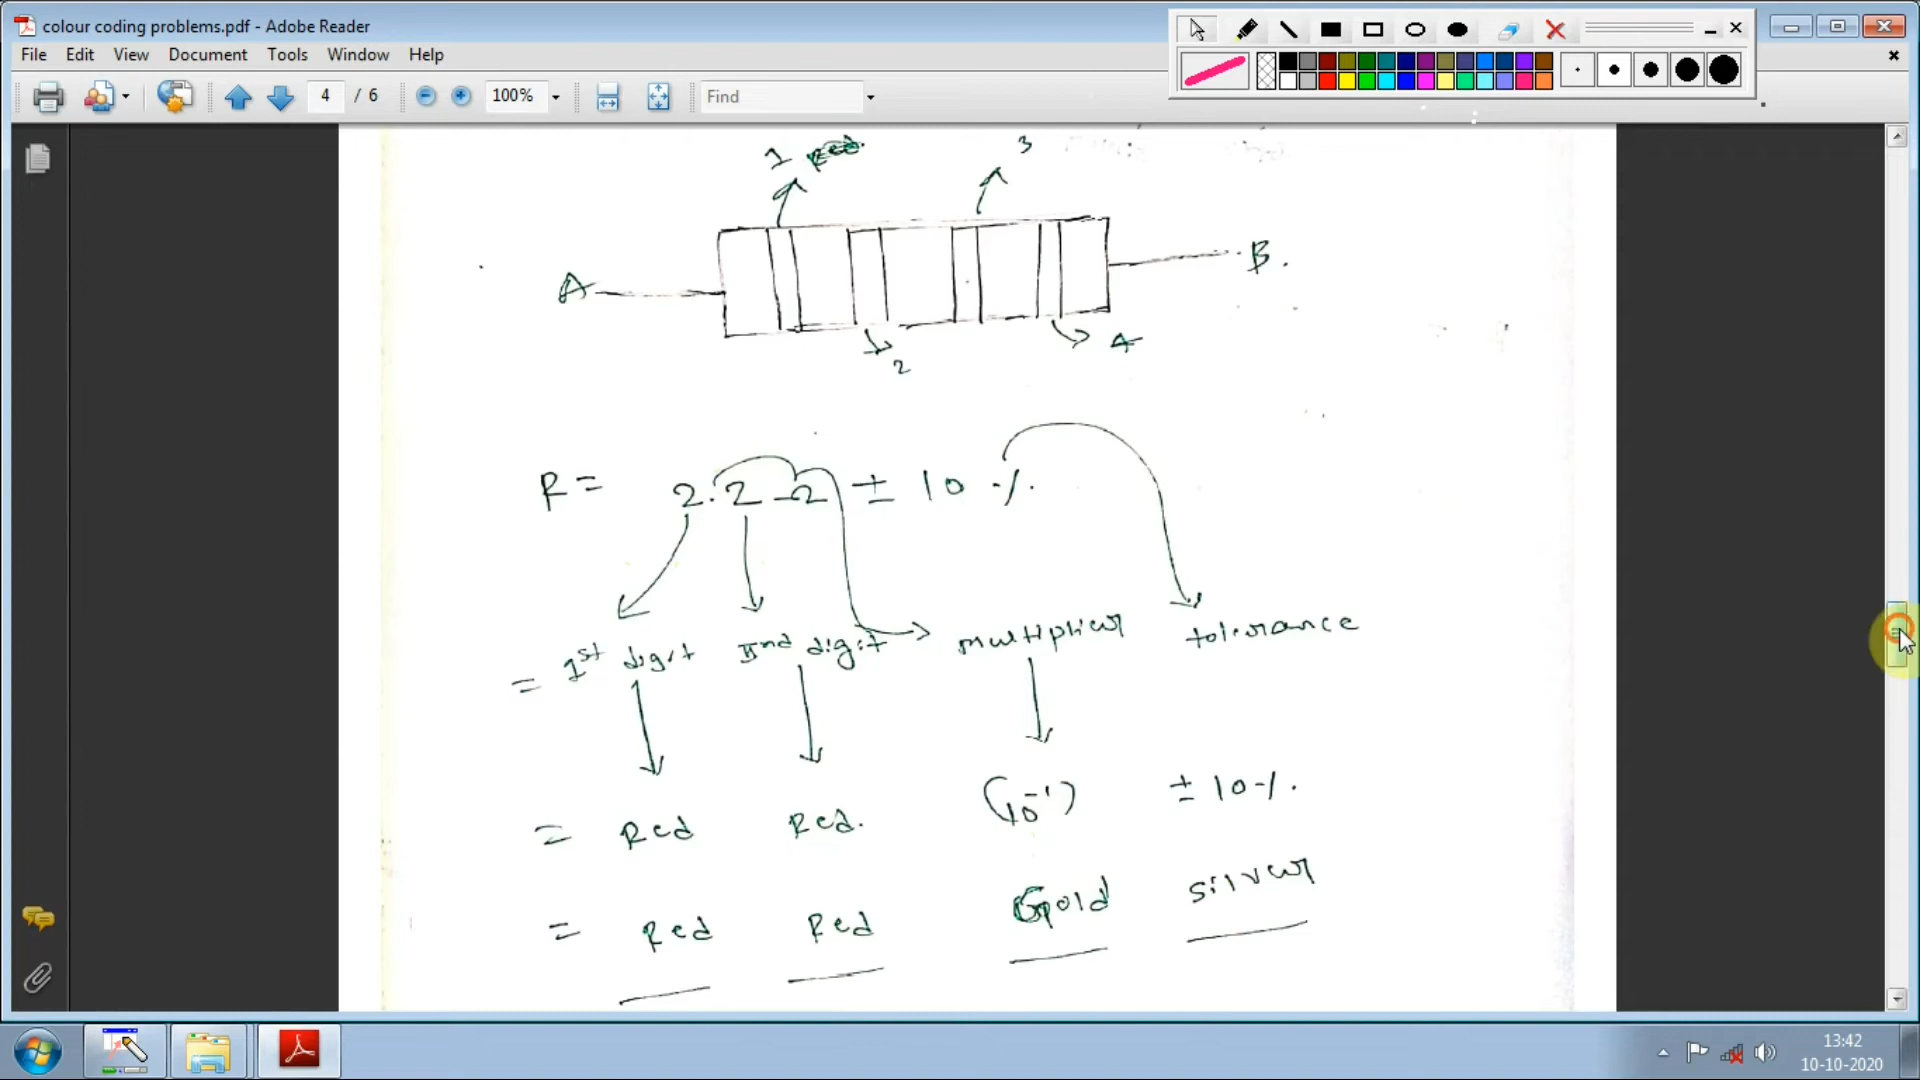 colour coding problems.pdf - Adobe Reader
File Edit View Document Tools Window Help
4 / 6 100% Find
1 Red 3
A B.
2 4
R = 2.2 Ω ± 10 %.
= 1st digit IInd digit multiplier tolerance
= Red Red. (10⁻¹) ± 10 %.
= Red Red Gold silver
13:42
10-10-2020